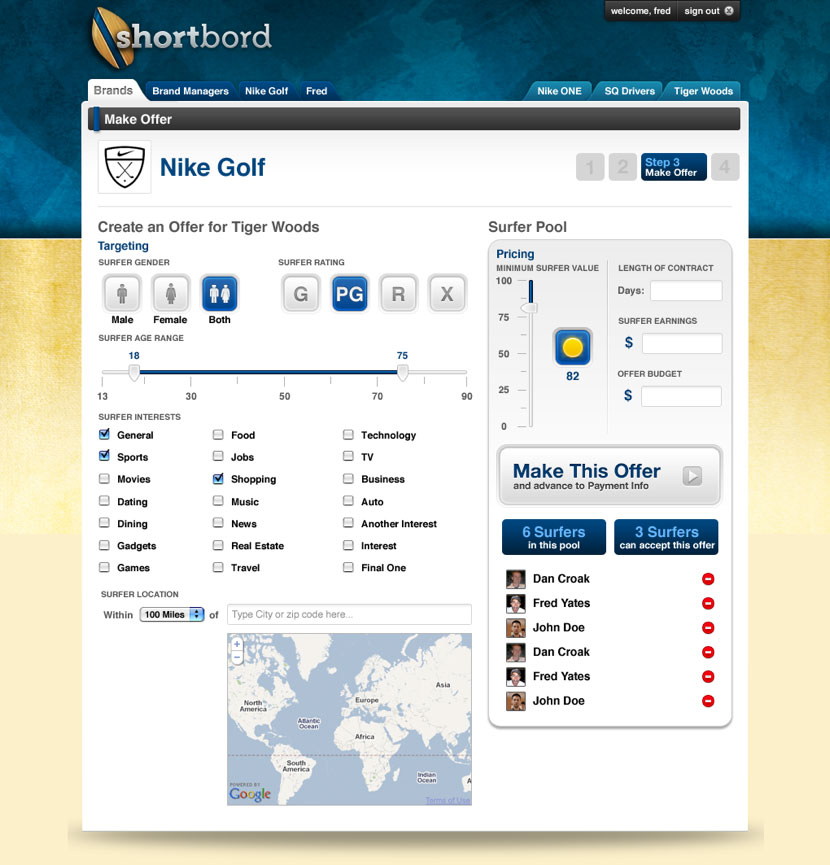 welcome, fred
sign out
shortbord
Brands
Brand Managers
Nike Golf
Fred
Nike ONE
SQ Drivers
Tiger Woods
Make Offer
Nike Golf
1
2
Step 3
Make Offer
4
Create an Offer for Tiger Woods
Targeting
SURFER GENDER
Male
Female
Both
SURFER RATING
G
PG
R
X
SURFER AGE RANGE
18
75
13
30
50
70
90
SURFER INTERESTS
General
Food
Technology
Sports
Jobs
TV
Movies
Shopping
Business
Dating
Music
Auto
Dining
News
Another Interest
Gadgets
Real Estate
Interest
Games
Travel
Final One
SURFER LOCATION
Within
100 Miles
of
Type City or zip code here...
North
America
Atlantic
Ocean
Europe
Asia
Africa
South
America
Indian
Ocean
A
POWERED BY
Google
Terms of Use
Surfer Pool
Pricing
MINIMUM SURFER VALUE
100
75
50
25
0
82
LENGTH OF CONTRACT
Days:
SURFER EARNINGS
$
OFFER BUDGET
$
Make This Offer
and advance to Payment Info
6 Surfers
in this pool
3 Surfers
can accept this offer
Dan Croak
Fred Yates
John Doe
Dan Croak
Fred Yates
John Doe